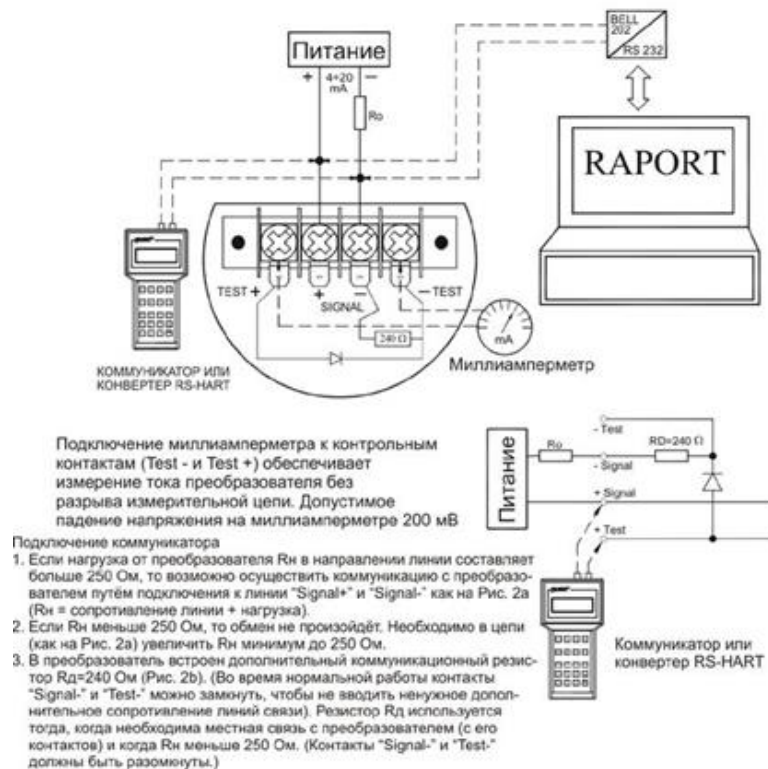 BELL
202
RS 232
Питание
+ 4÷20 −
mA
Ro
RAPORT
TEST +
+
−
− TEST
SIGNAL
240 Ω
mA
Миллиамперметр
КОММУНИКАТОР ИЛИ
КОНВЕРТЕР RS-HART
Подключение миллиамперметра к контрольным
контактам (Test - и Test +) обеспечивает
измерение тока преобразователя без
разрыва измерительной цепи. Допустимое
падение напряжения на миллиамперметре 200 мВ
Питание
Ro
- Test
RD=240 Ω
- Signal
+ Signal
+ Test
Коммуникатор или
конвертер RS-HART
Подключение коммуникатора
1. Если нагрузка от преобразователя Rн в направлении линии составляет
больше 250 Ом, то возможно осуществить коммуникацию с преобразо-
вателем путём подключения к линии "Signal+" и "Signal-" как на Рис. 2а
(Rн = сопротивление линии + нагрузка).
2. Если Rн меньше 250 Ом, то обмен не произойдёт. Необходимо в цепи
(как на Рис. 2а) увеличить Rн минимум до 250 Ом.
3. В преобразователь встроен дополнительный коммуникационный резис-
тор Rд=240 Ом (Рис. 2b). (Во время нормальной работы контакты
"Signal-" и "Test-" можно замкнуть, чтобы не вводить ненужное допол-
нительное сопротивление линий связи). Резистор Rд используется
тогда, когда необходима местная связь с преобразователем (с его
контактов) и когда Rн меньше 250 Ом. (Контакты "Signal-" и "Test-"
должны быть разомкнуты.)